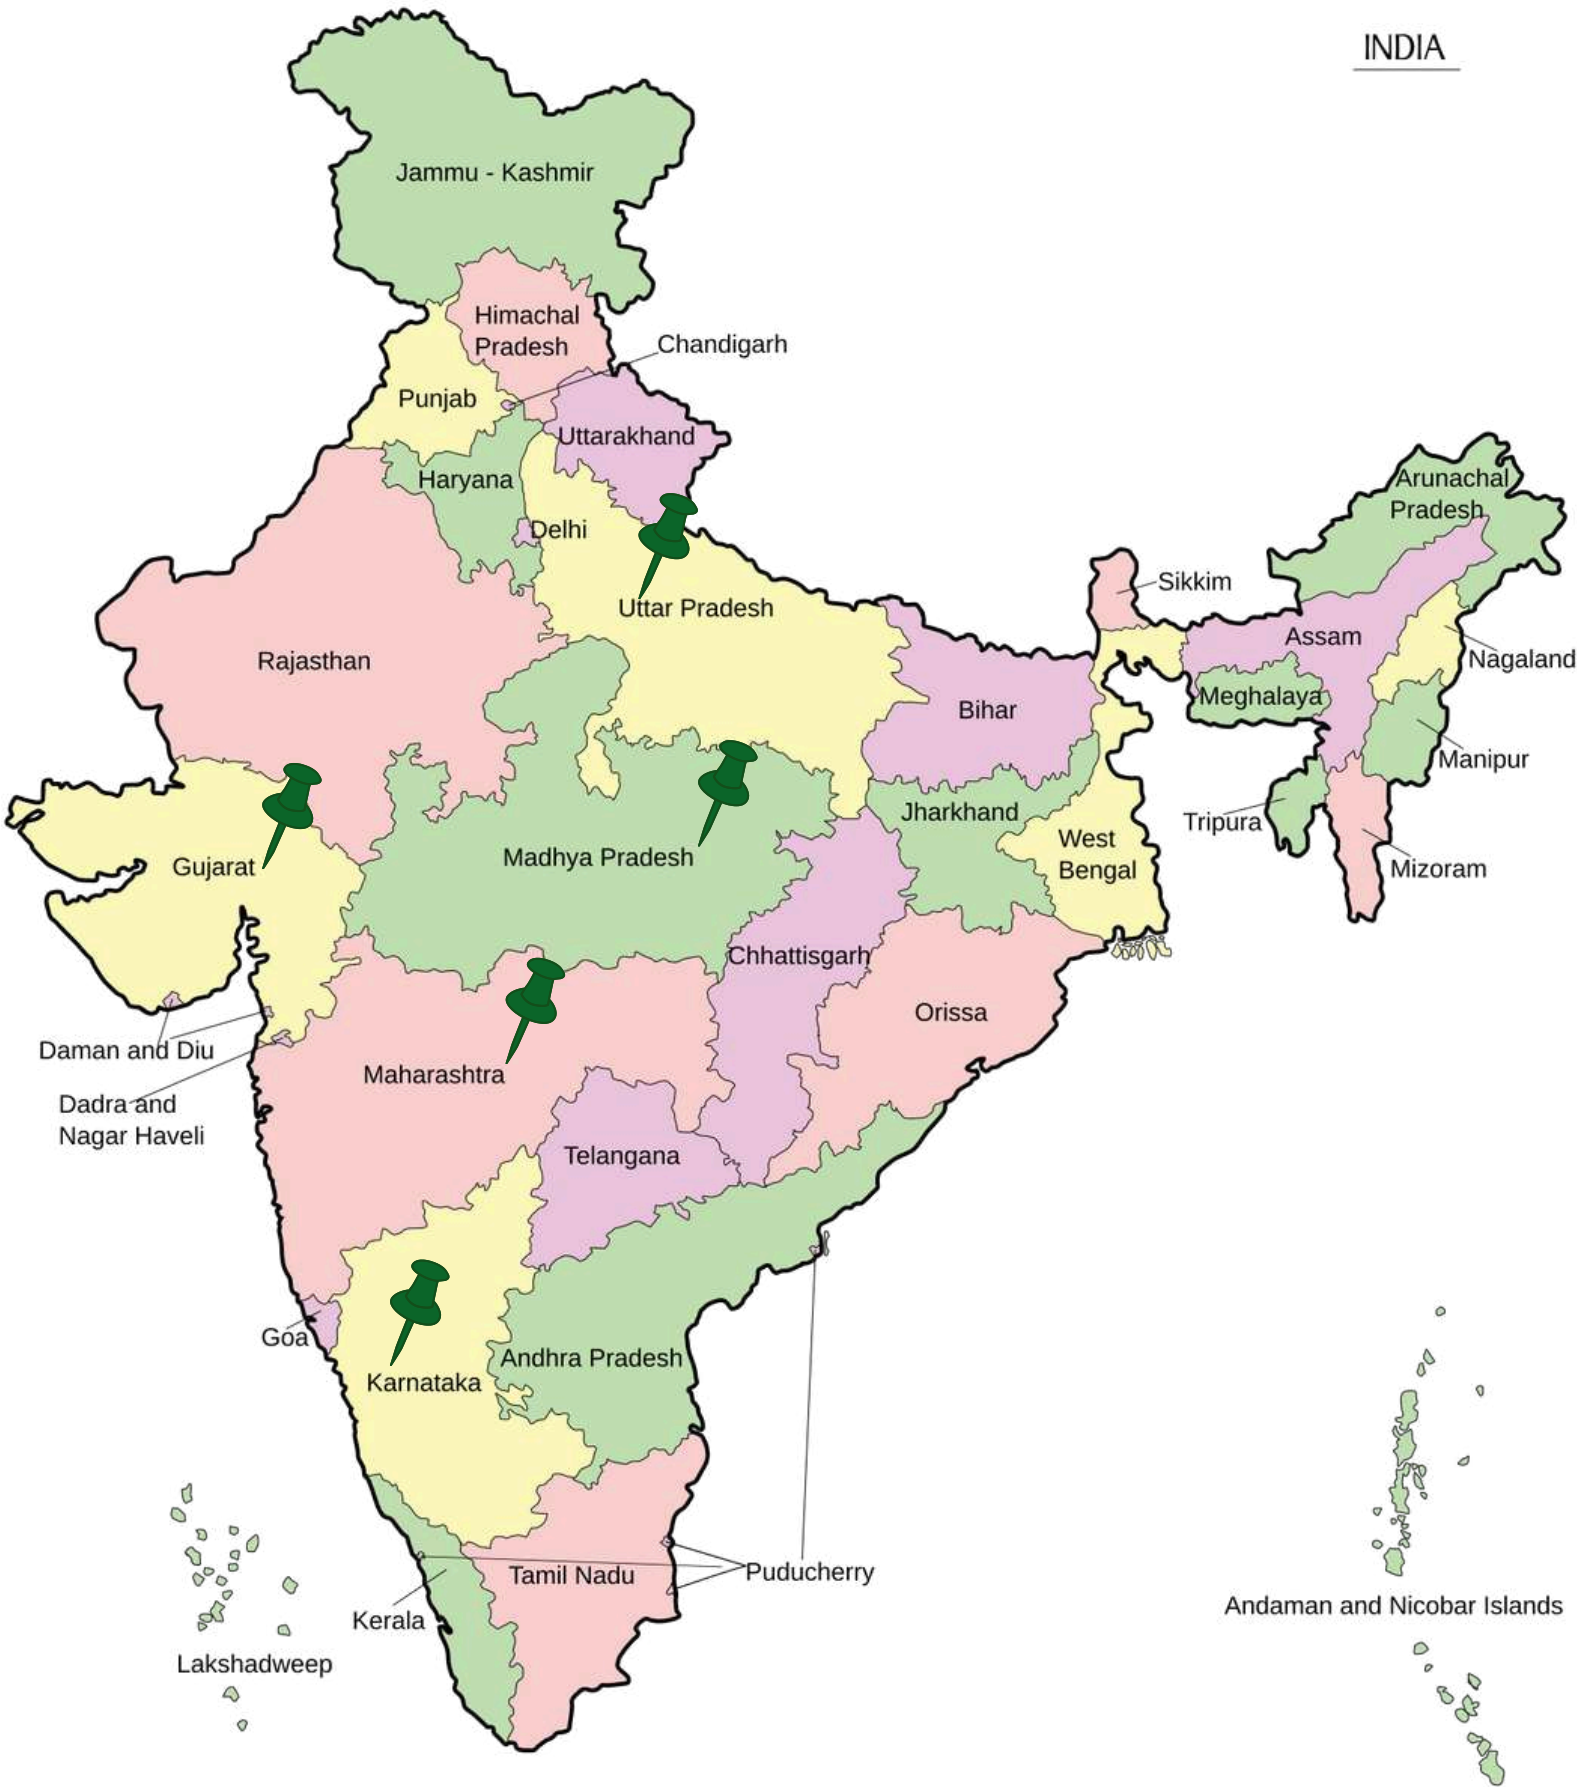 INDIA
Jammu - Kashmir
Himachal
Pradesh
Chandigarh
Punjab
Uttarakhand
Haryana
Delhi
Arunachal
Pradesh
Sikkim
Uttar Pradesh
Assam
Rajasthan
Nagaland
Meghalaya
Bihar
Manipur
Jharkhand
Tripura
West
Bengal
Madhya Pradesh
Gujarat
Mizoram
Chhattisgarh
Orissa
Daman and Diu
Maharashtra
Dadra and
Nagar Haveli
Telangana
Goa
Andhra Pradesh
Karnataka
Puducherry
Tamil Nadu
Andaman and Nicobar Islands
Kerala
Lakshadweep